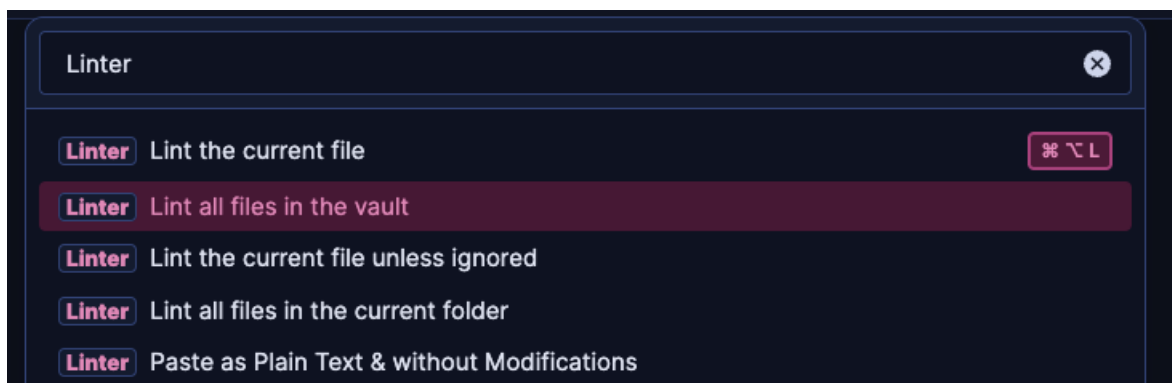 Linter
Linter Lint the current file ⌘ ⌥ L
Linter Lint all files in the vault
Linter Lint the current file unless ignored
Linter Lint all files in the current folder
Linter Paste as Plain Text & without Modifications